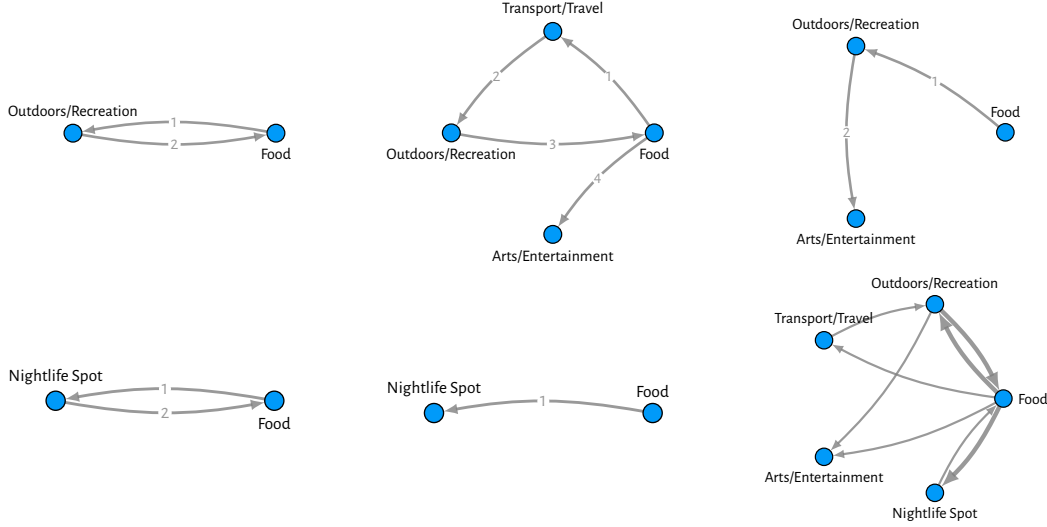 Outdoors/Recreation
1
2
Food
Transport/Travel
2
1
Outdoors/Recreation
3
Food
4
Arts/Entertainment
Outdoors/Recreation
1
Food
2
Arts/Entertainment
Nightlife Spot
1
2
Food
Nightlife Spot
1
Food
Outdoors/Recreation
Transport/Travel
Food
Arts/Entertainment
Nightlife Spot